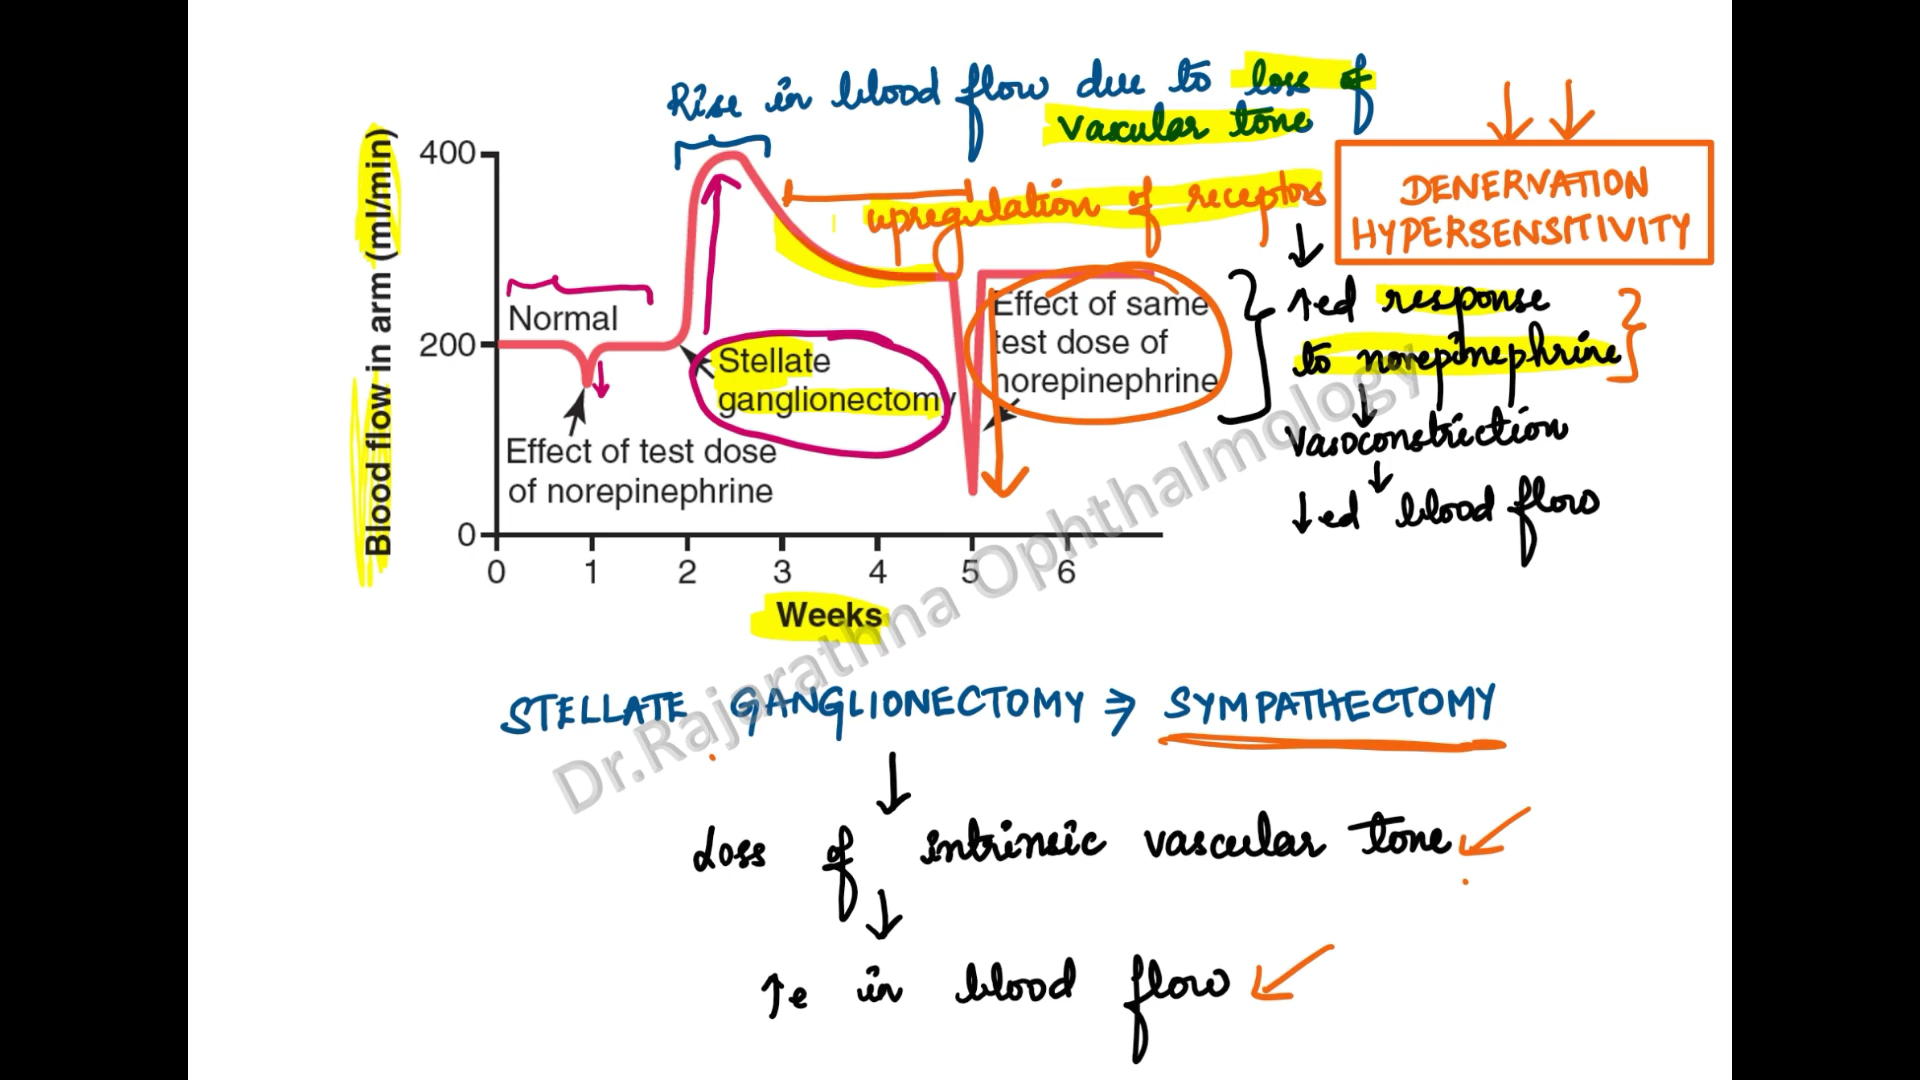 Rise in blood flow due to loss of
vascular tone
DENERVATION
HYPERSENSITIVITY
upregulation of receptors
↑ed response
to norepinephrine
vasoconstriction
↓ed blood flow
Blood flow in arm (ml/min)
400
200
0
Normal
Stellate
ganglionectomy
Effect of test dose
of norepinephrine
Effect of same
test dose of
norepinephrine
0 1 2 3 4 5 6
Weeks
Dr.Rajarathna Ophthalmology
STELLATE GANGLIONECTOMY ⇒ SYMPATHECTOMY
Loss of intrinsic vascular tone
↑e in blood flow